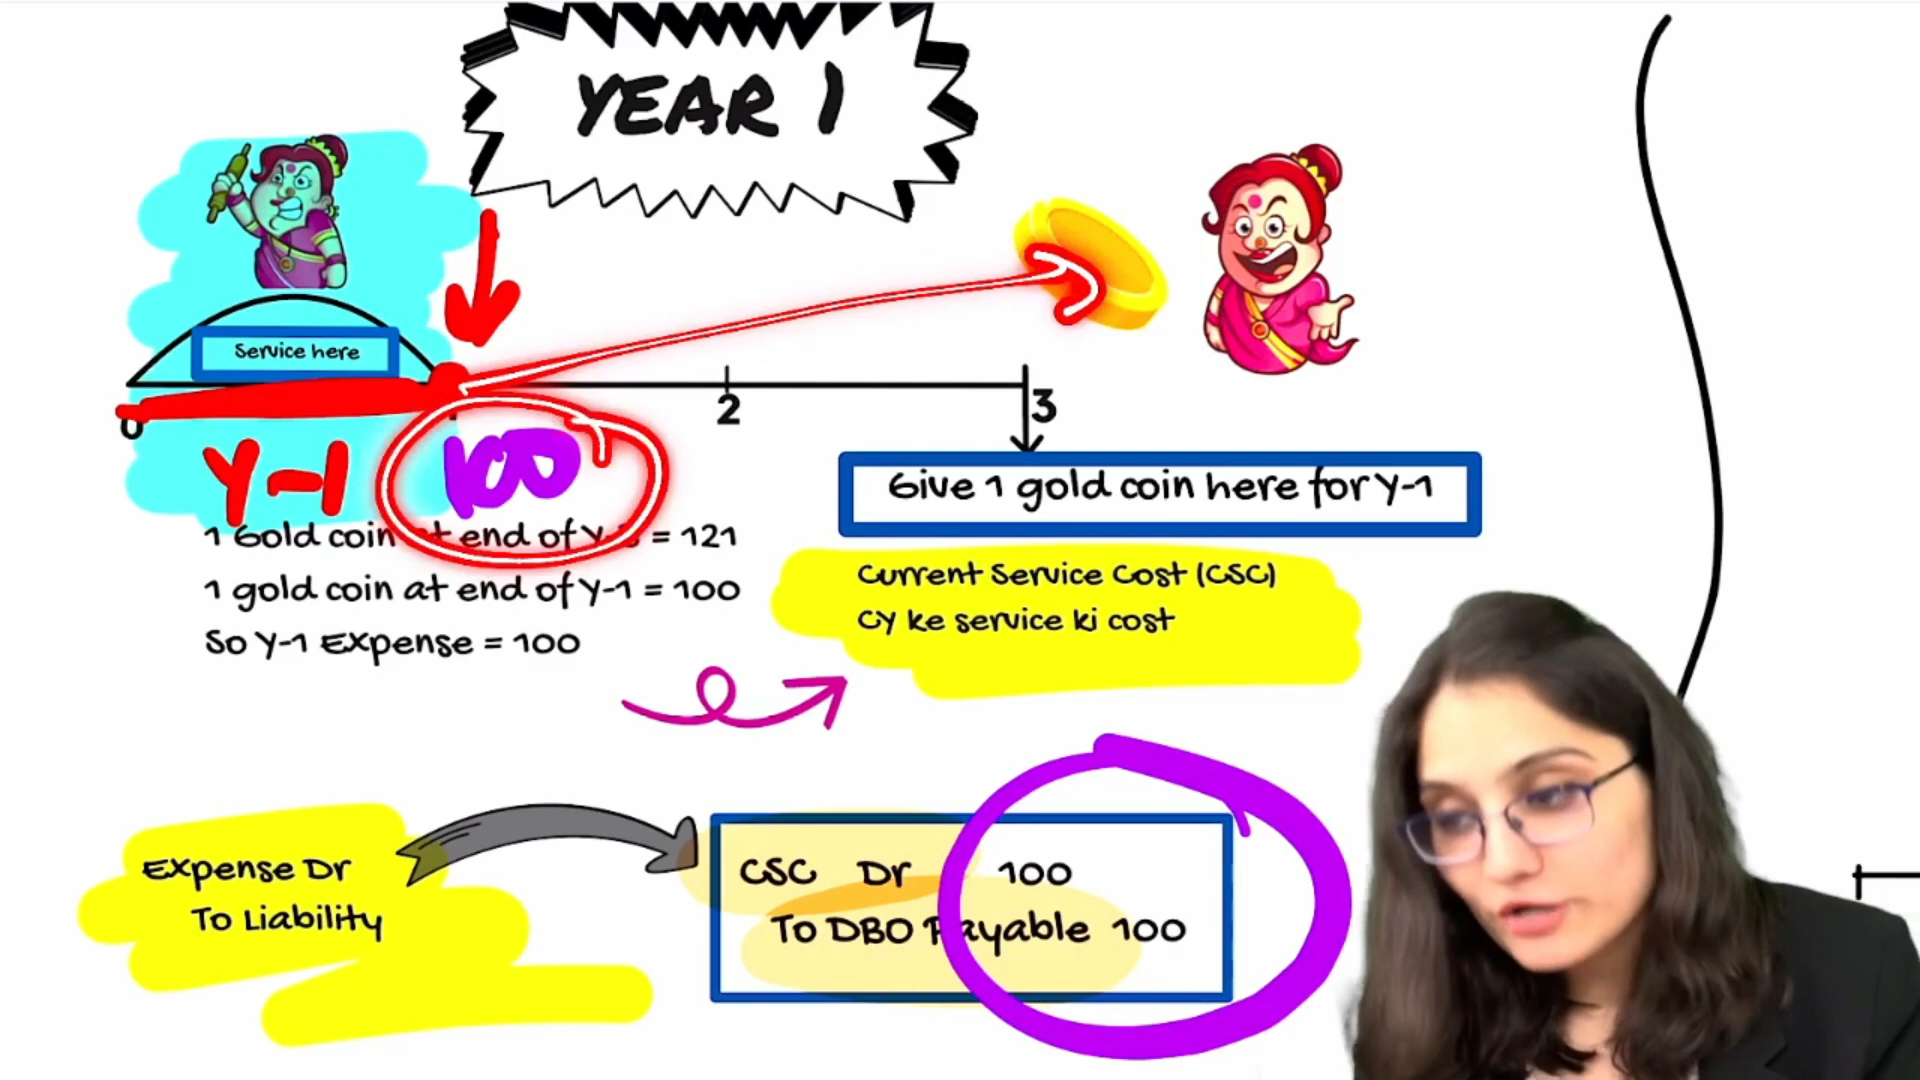 YEAR 1
Service here
0
2
3
Y-1
100
Give 1 gold coin here for Y-1
1 Gold coin at end of = 121
1 gold coin at end of Y-1 = 100
So Y-1 Expense = 100
Current Service Cost (CSC)
CY ke service ki cost
Expense Dr
To Liability
CSC Dr 100
To DBO Payable 100